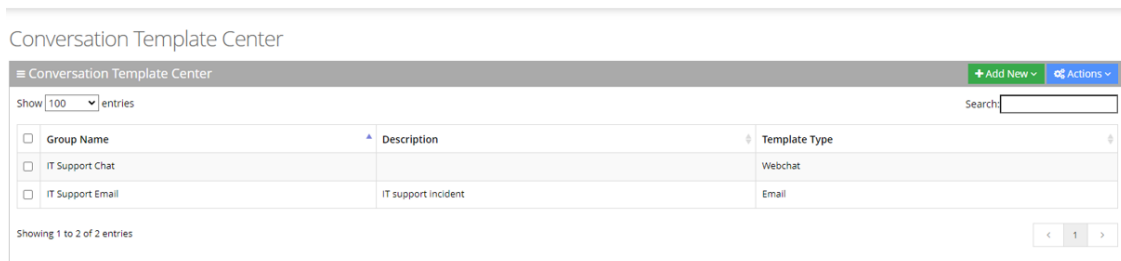 Conversation Template Center
Conversation Template Center Add New Actions
Show 100 entries Search:
Group Name Description Template Type
IT Support Chat Webchat
IT Support Email IT support incident Email
Showing 1 to 2 of 2 entries < 1 >